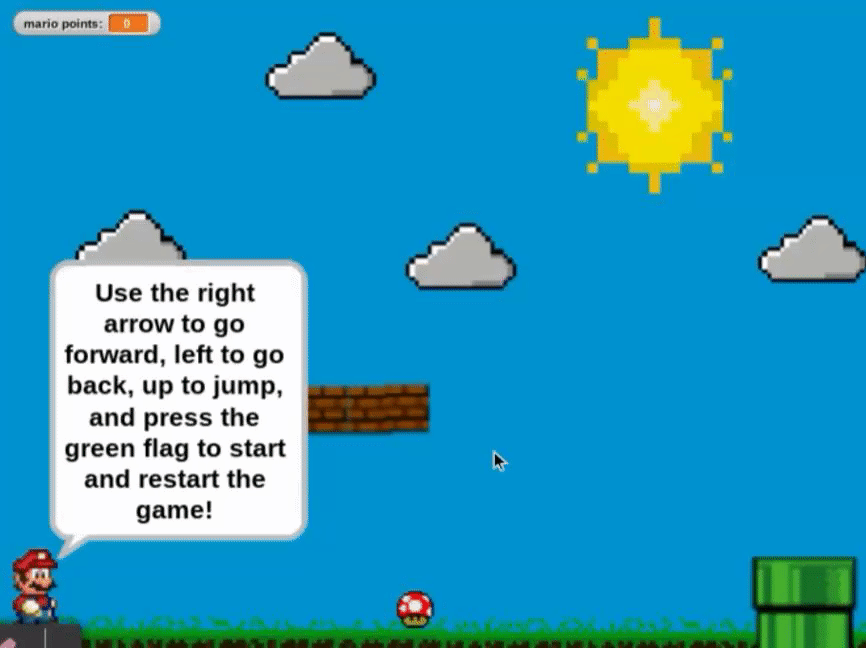 mario points: 0
Use the right
arrow to go
forward, left to go
back, up to jump,
and press the
green flag to start
and restart the
game!